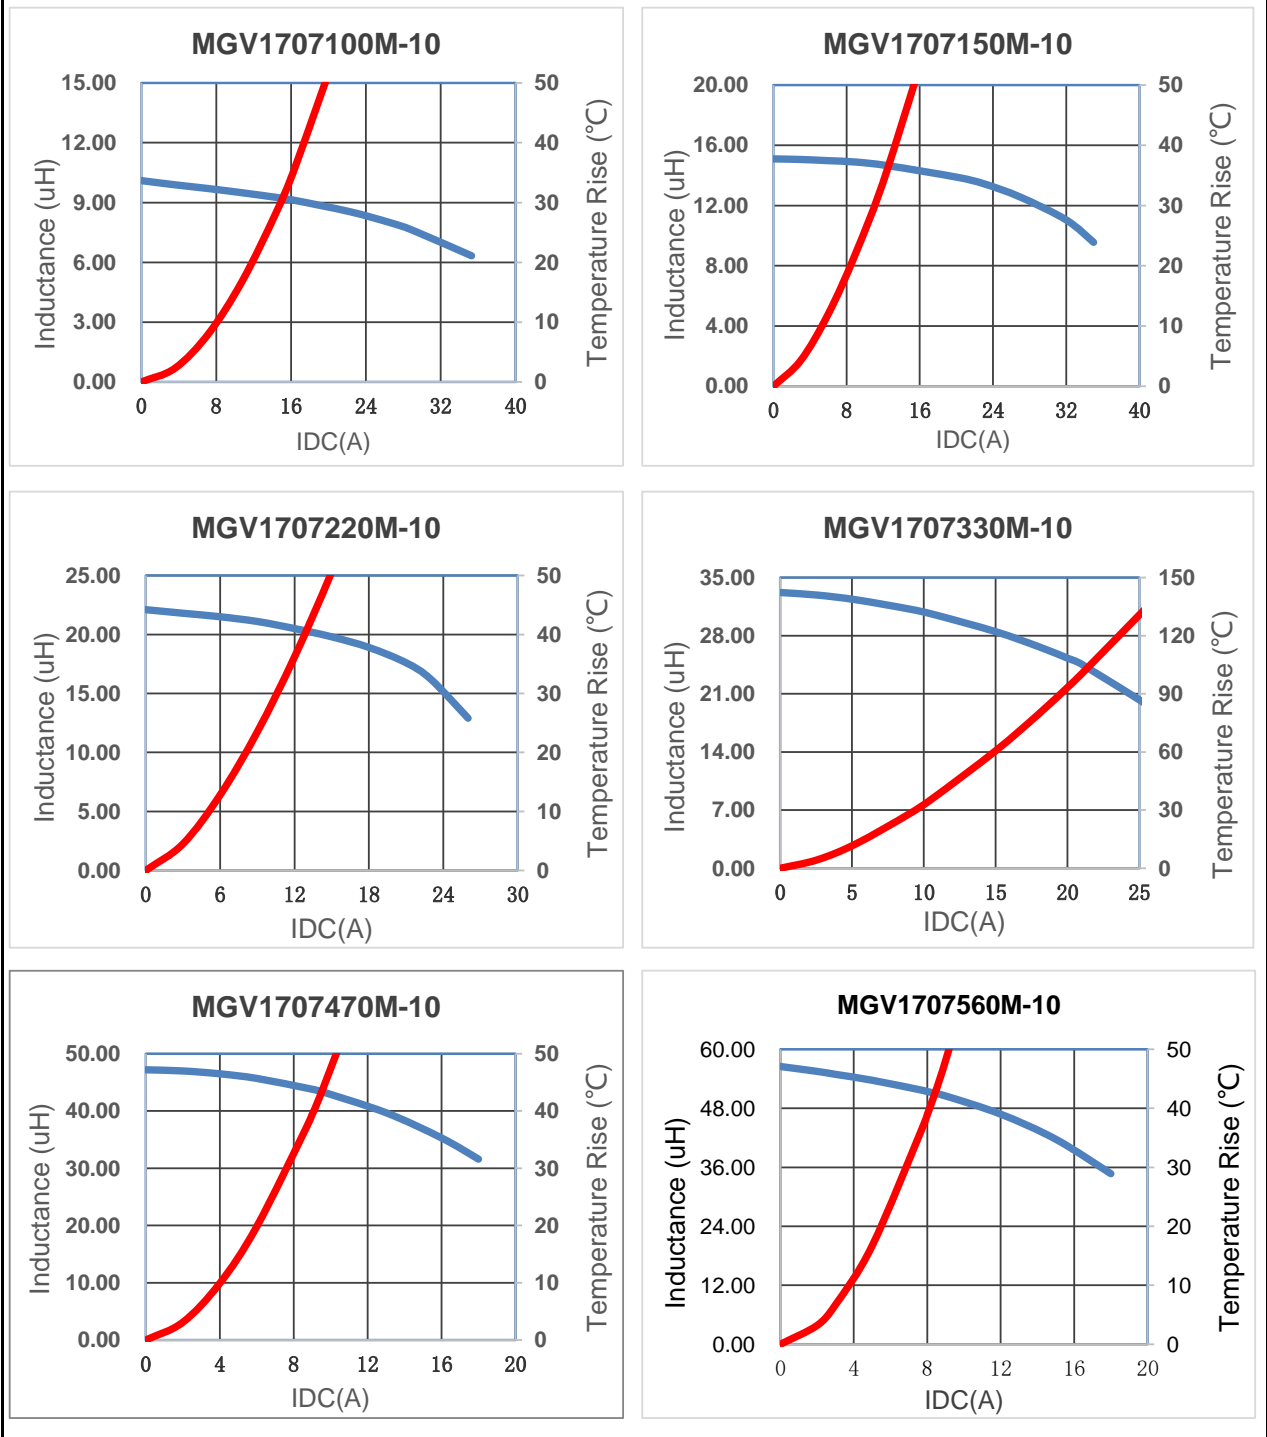 MGV1707100M-10
15.00
12.00
9.00
6.00
3.00
0.00
50
40
30
20
10
0
0 8 16 24 32 40
Inductance (uH)
Temperature Rise (℃)
IDC(A)
MGV1707150M-10
20.00
16.00
12.00
8.00
4.00
0.00
50
40
30
20
10
0
0 8 16 24 32 40
Inductance (uH)
Temperature Rise (℃)
IDC(A)
MGV1707220M-10
25.00
20.00
15.00
10.00
5.00
0.00
50
40
30
20
10
0
0 6 12 18 24 30
Inductance (uH)
Temperature Rise (℃)
IDC(A)
MGV1707330M-10
35.00
28.00
21.00
14.00
7.00
0.00
150
120
90
60
30
0
0 5 10 15 20 25
Inductance (uH)
Temperature Rise (℃)
IDC(A)
MGV1707470M-10
50.00
40.00
30.00
20.00
10.00
0.00
50
40
30
20
10
0
0 4 8 12 16 20
Inductance (uH)
Temperature Rise (℃)
IDC(A)
MGV1707560M-10
60.00
48.00
36.00
24.00
12.00
0.00
50
40
30
20
10
0
0 4 8 12 16 20
Inductance (uH)
Temperature Rise (℃)
IDC(A)